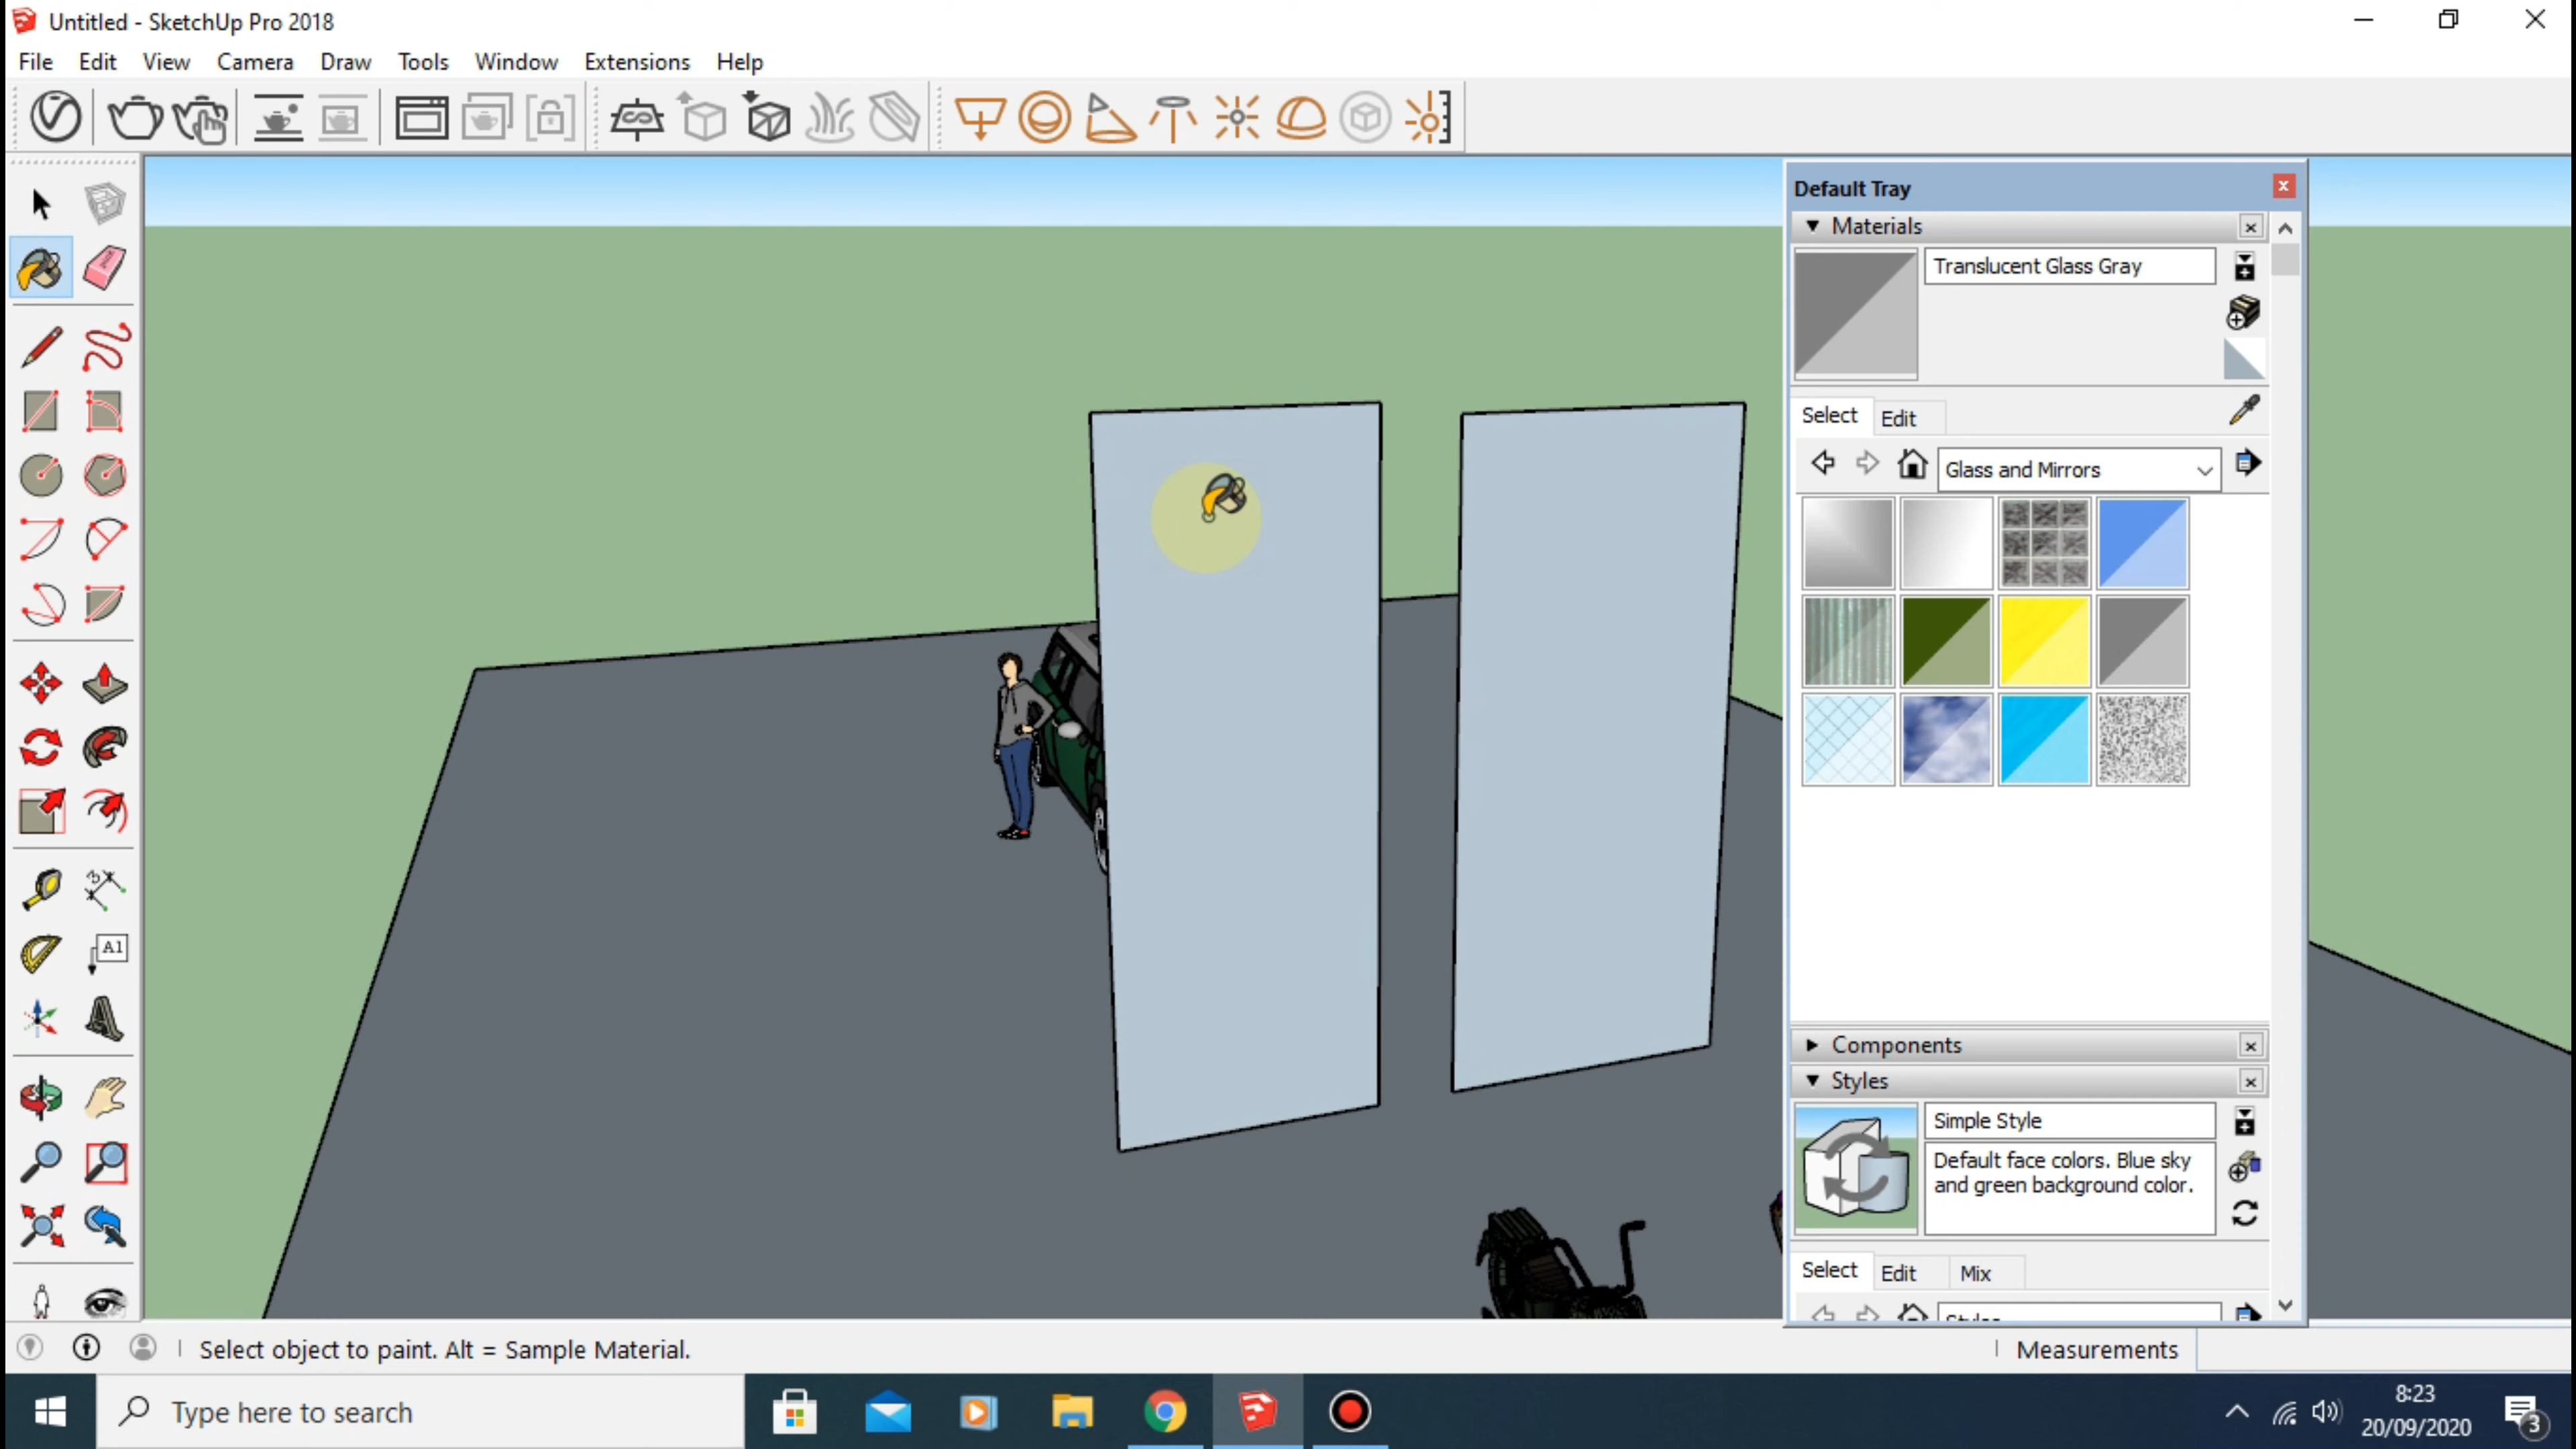 Untitled - SketchUp Pro 2018
File Edit View Camera Draw Tools Window Extensions Help
Default Tray
Materials
Translucent Glass Gray
Select Edit
Glass and Mirrors
A1
Components
Styles
Simple Style
Default face colors. Blue sky
and green background color.
Select Edit Mix
Styles
Select object to paint. Alt = Sample Material.
Measurements
Type here to search
8:23
20/09/2020
3